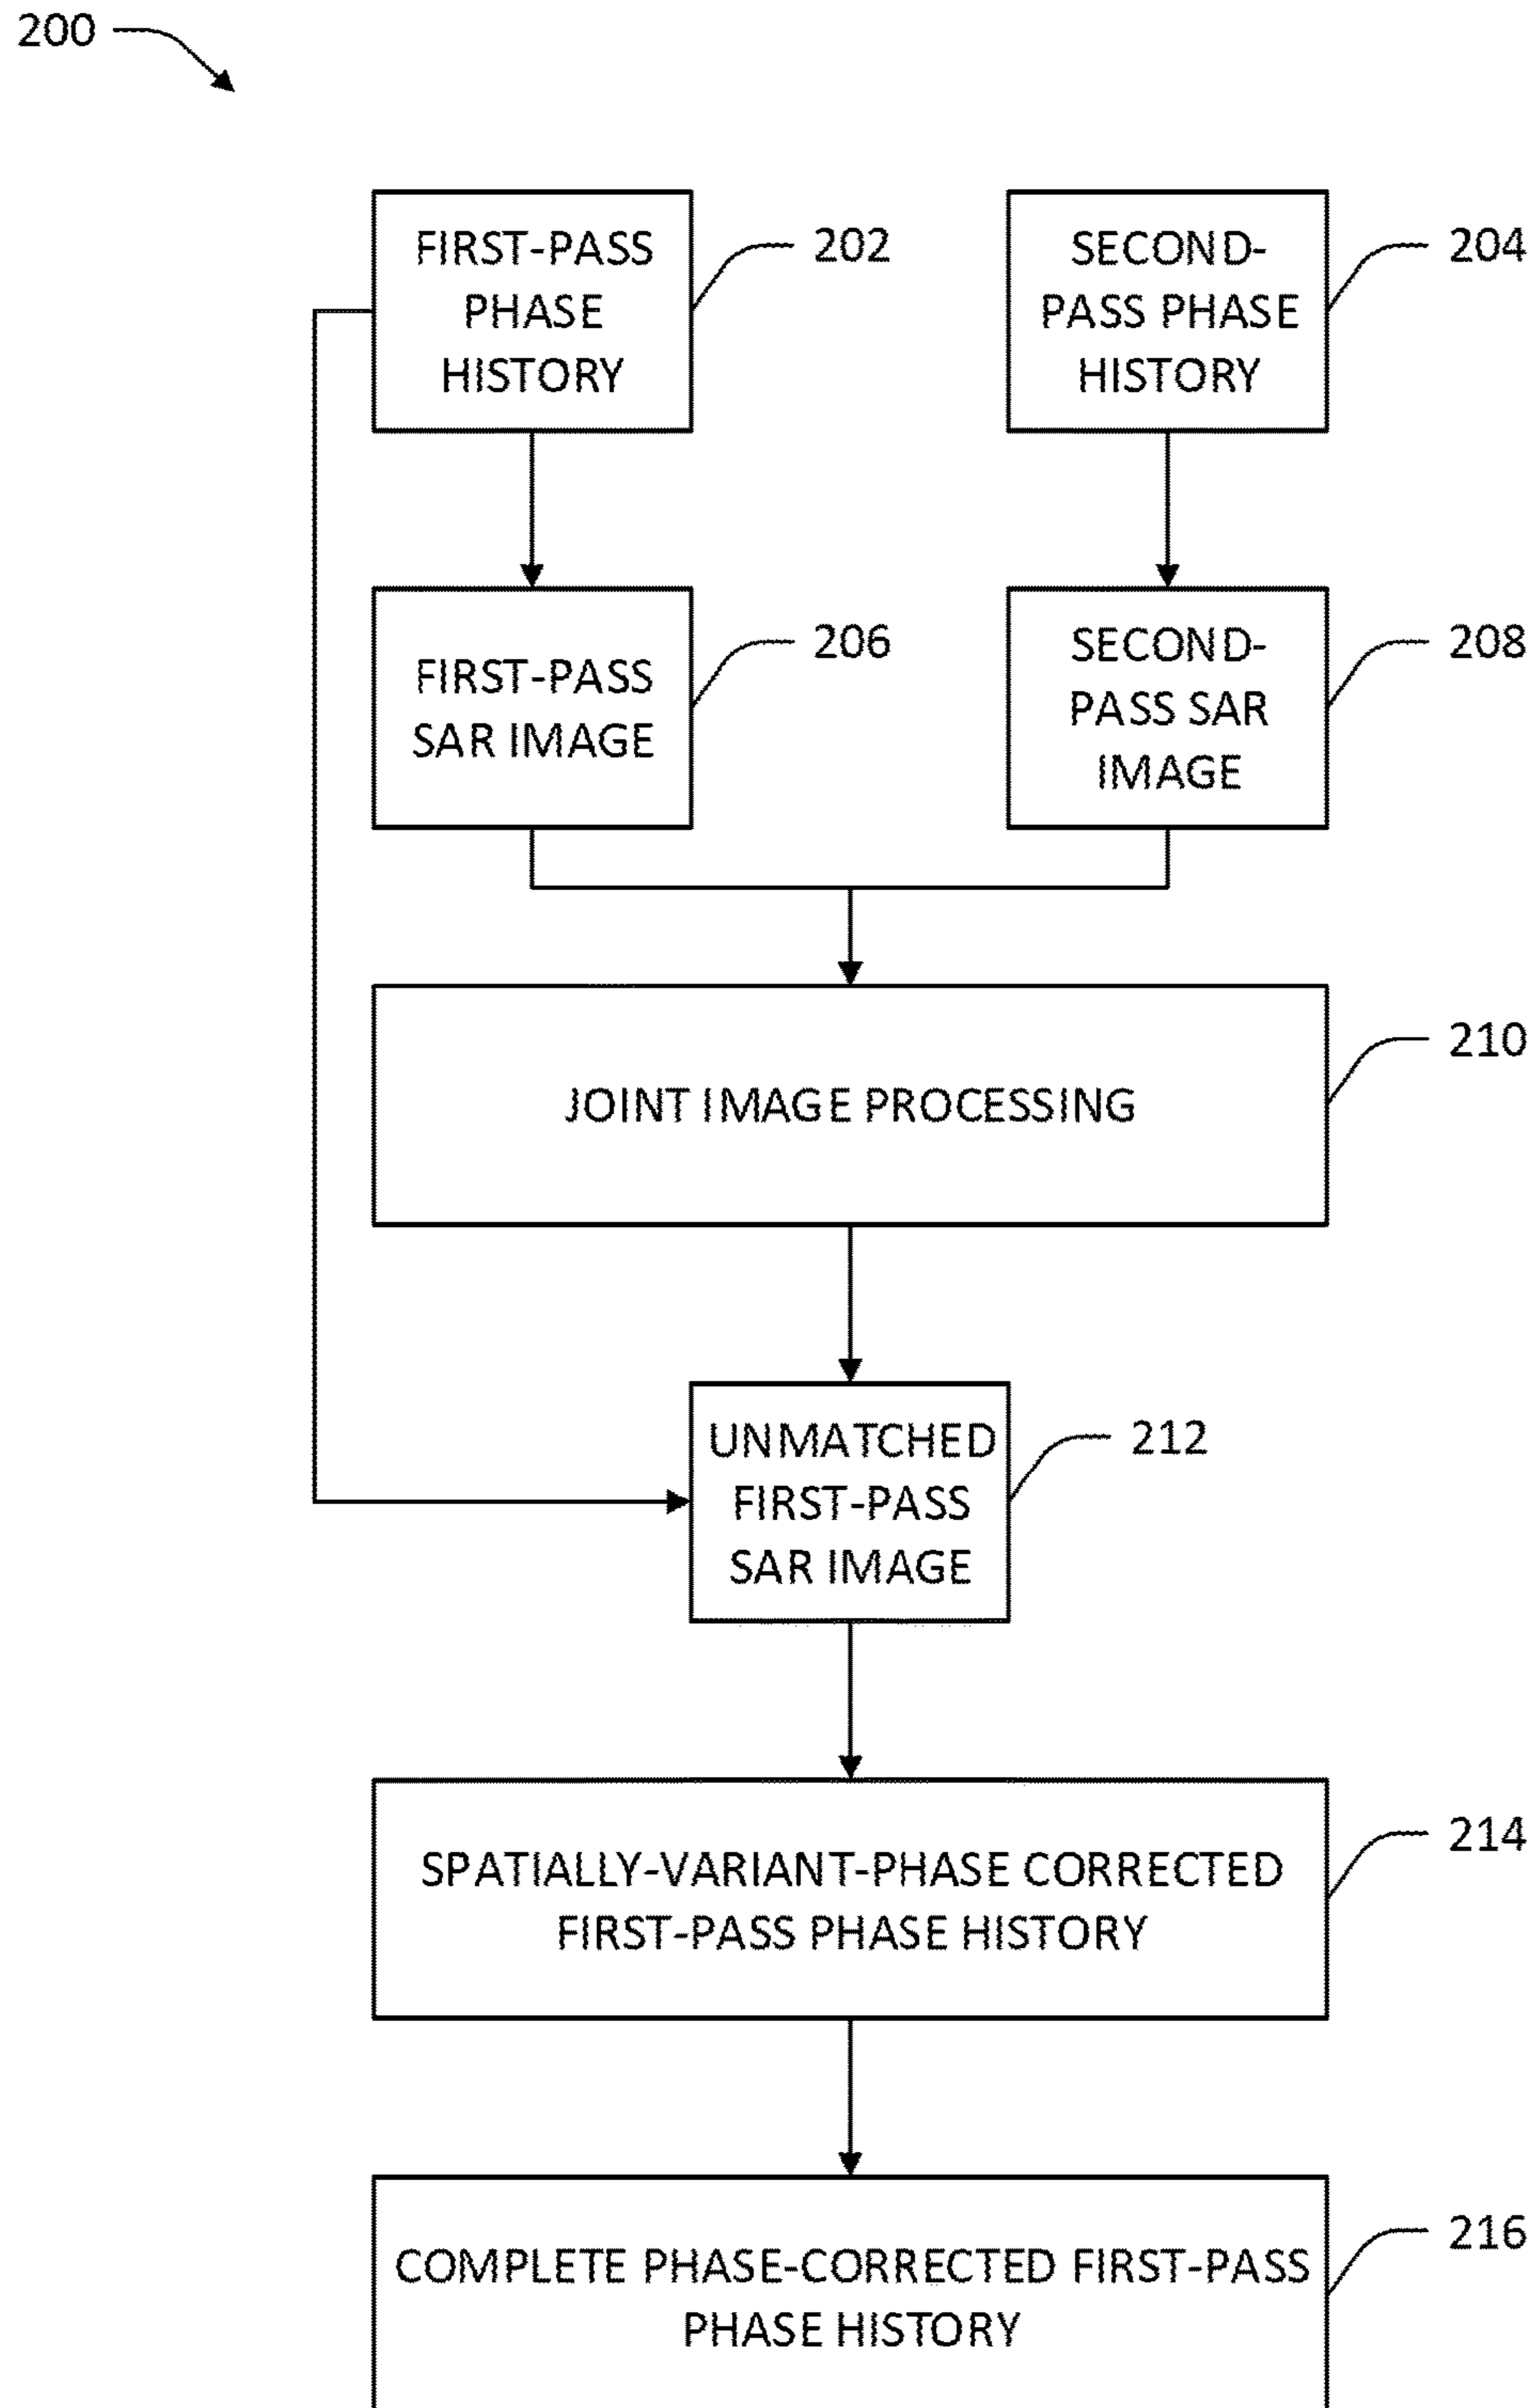 200
FIRST-PASS
PHASE
HISTORY
202
SECOND-
PASS PHASE
HISTORY
204
FIRST-PASS
SAR IMAGE
206
SECOND-
PASS SAR
IMAGE
208
JOINT IMAGE PROCESSING
210
UNMATCHED
FIRST-PASS
SAR IMAGE
212
SPATIALLY-VARIANT-PHASE CORRECTED
FIRST-PASS PHASE HISTORY
214
COMPLETE PHASE-CORRECTED FIRST-PASS
PHASE HISTORY
216